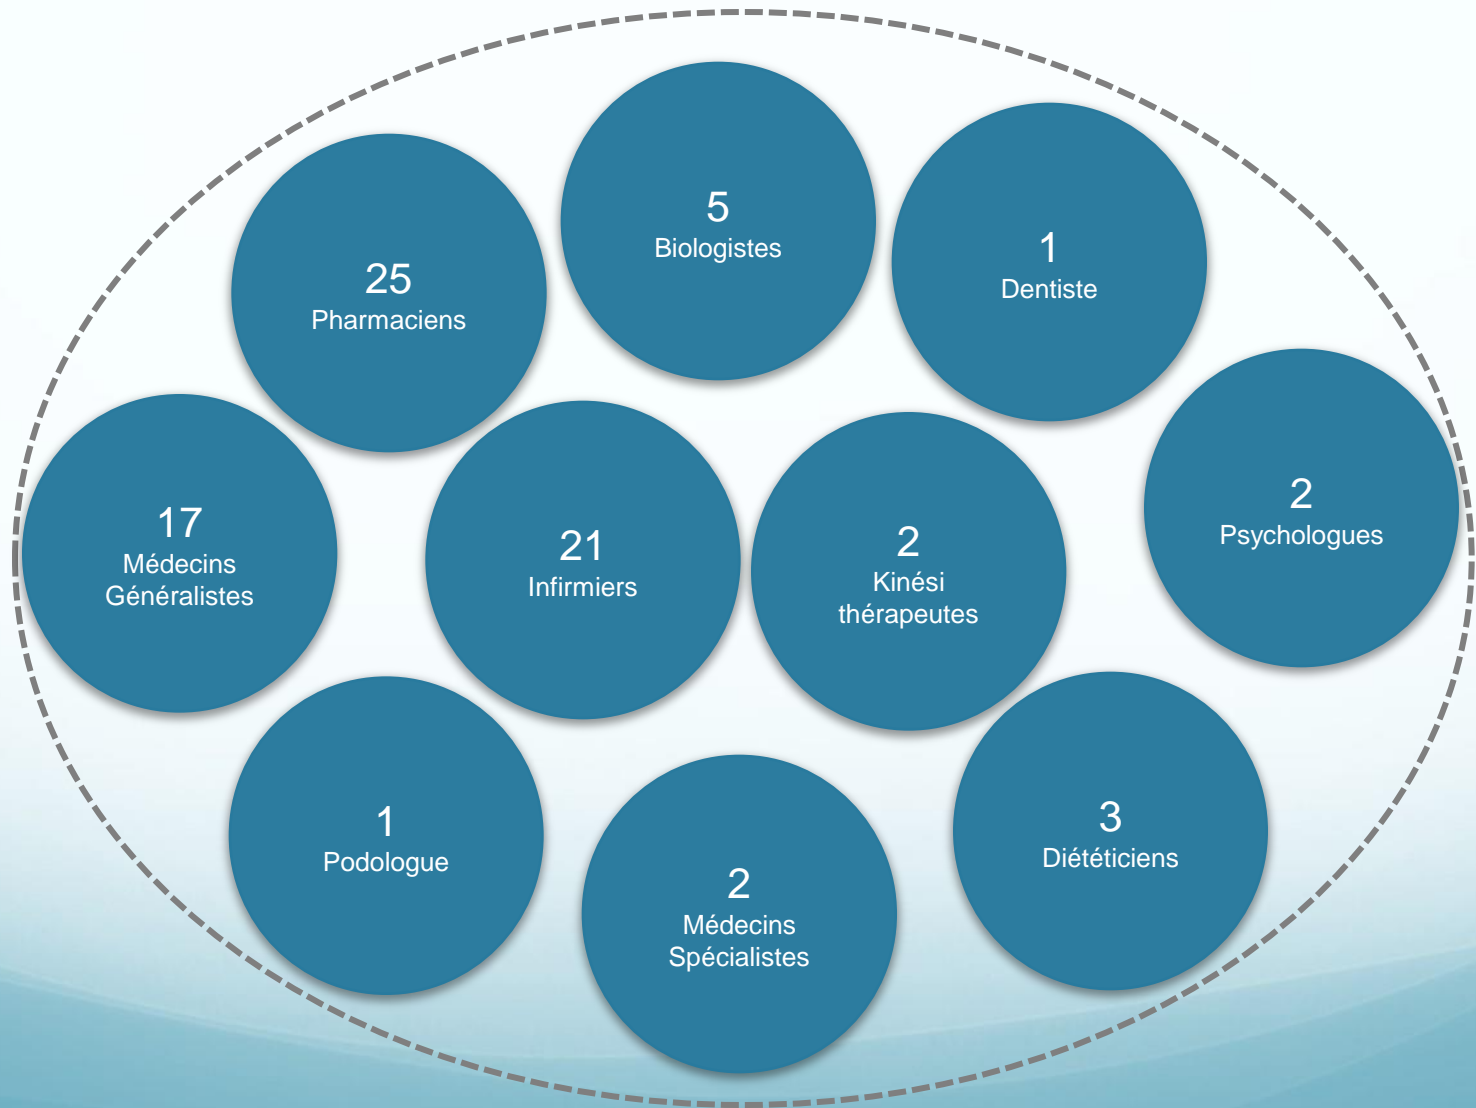 5
Biologistes
1
Dentiste
25
Pharmaciens
2
Psychologues
17
Médecins
Généralistes
21
Infirmiers
2
Kinési
thérapeutes
1
Podologue
2
Médecins
Spécialistes
3
Diététiciens